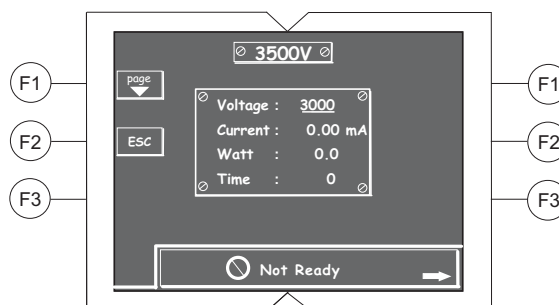 3500V
F1 page F1
Voltage : 3000
Current : 0.00 mA
F2 ESC F2
Watt : 0.0
Time : 0
F3 F3
Not Ready